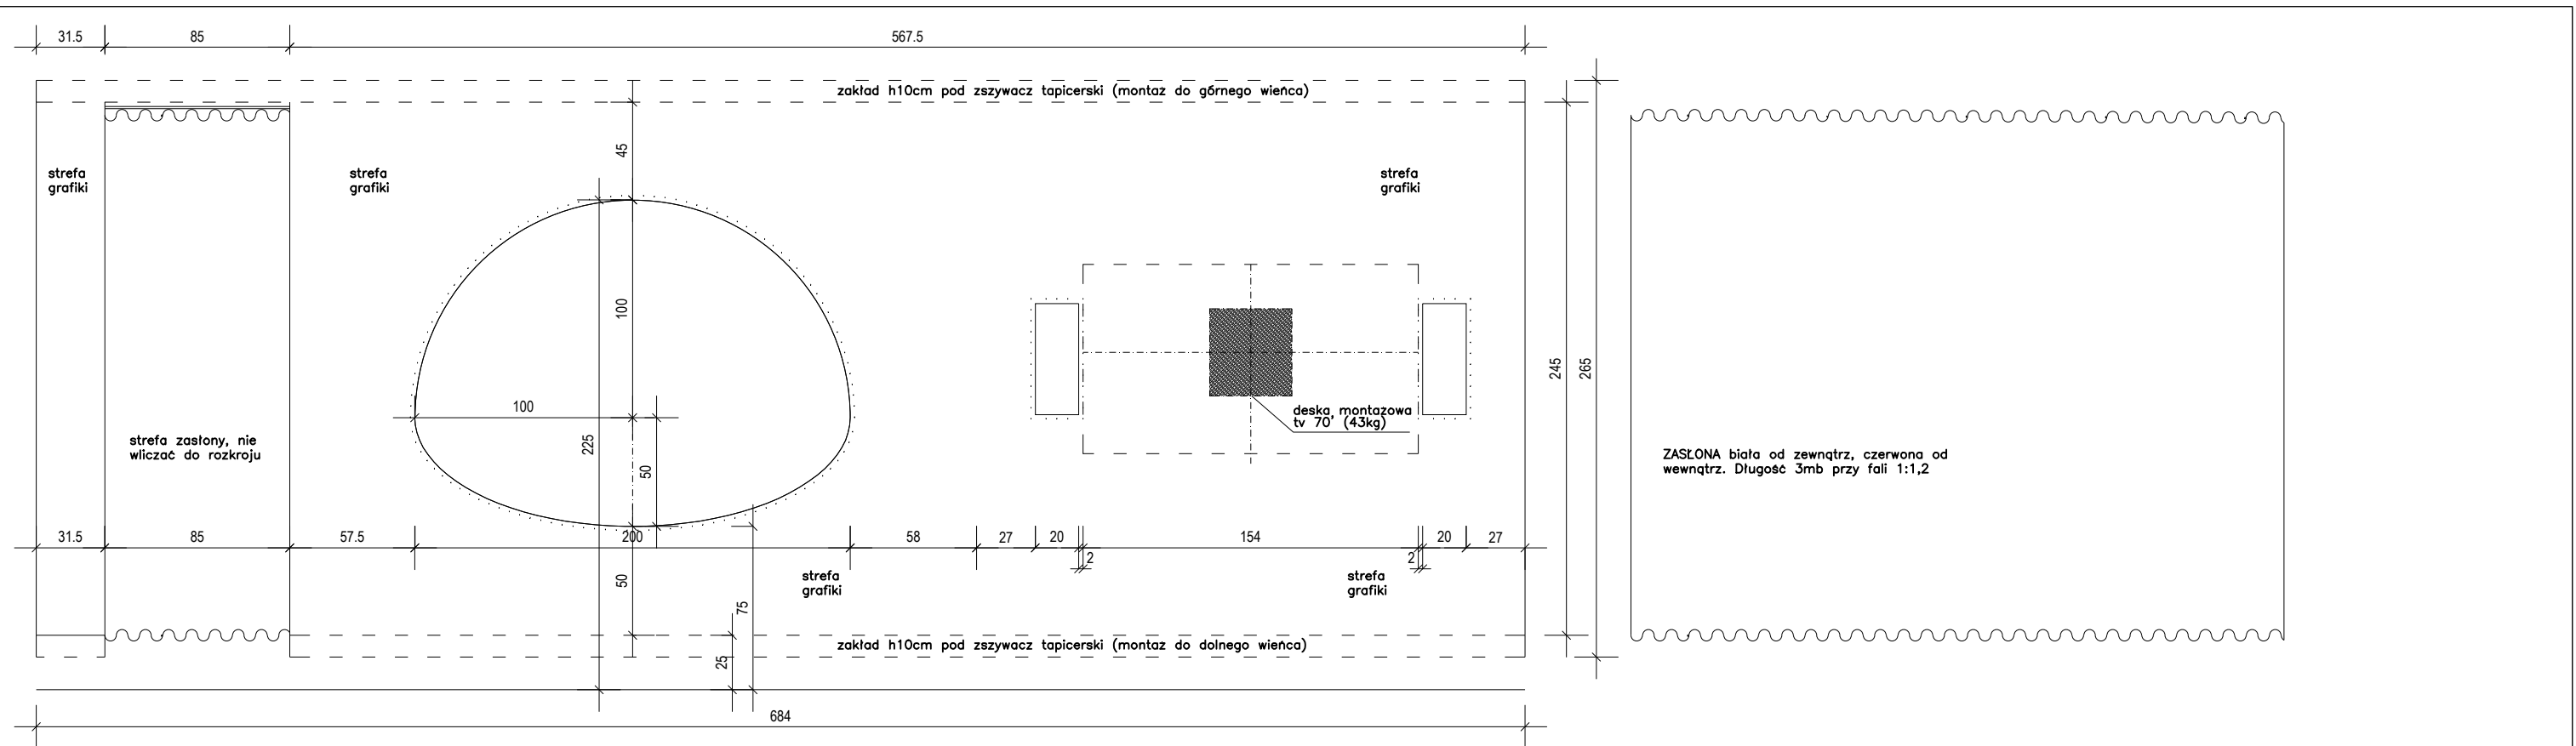 31.5 85 567.5
zakład h10cm pod zszywacz tapicerski (montaz do górnego wieńca)
45
strefa
grafiki
strefa
grafiki
strefa
grafiki
100
245
265
100
225
50
deska montazowa
tv 70' (43kg)
strefa zasłony, nie
wliczać do rozkroju
ZASŁONA biała od zewnątrz, czerwona od
wewnątrz. Długość 3mb przy fali 1:1,2
31.5 85 57.5 200 58 27 20 154 20 27
2 2
50
strefa
grafiki
strefa
grafiki
75
zakład h10cm pod zszywacz tapicerski (montaz do dolnego wieńca)
25
684